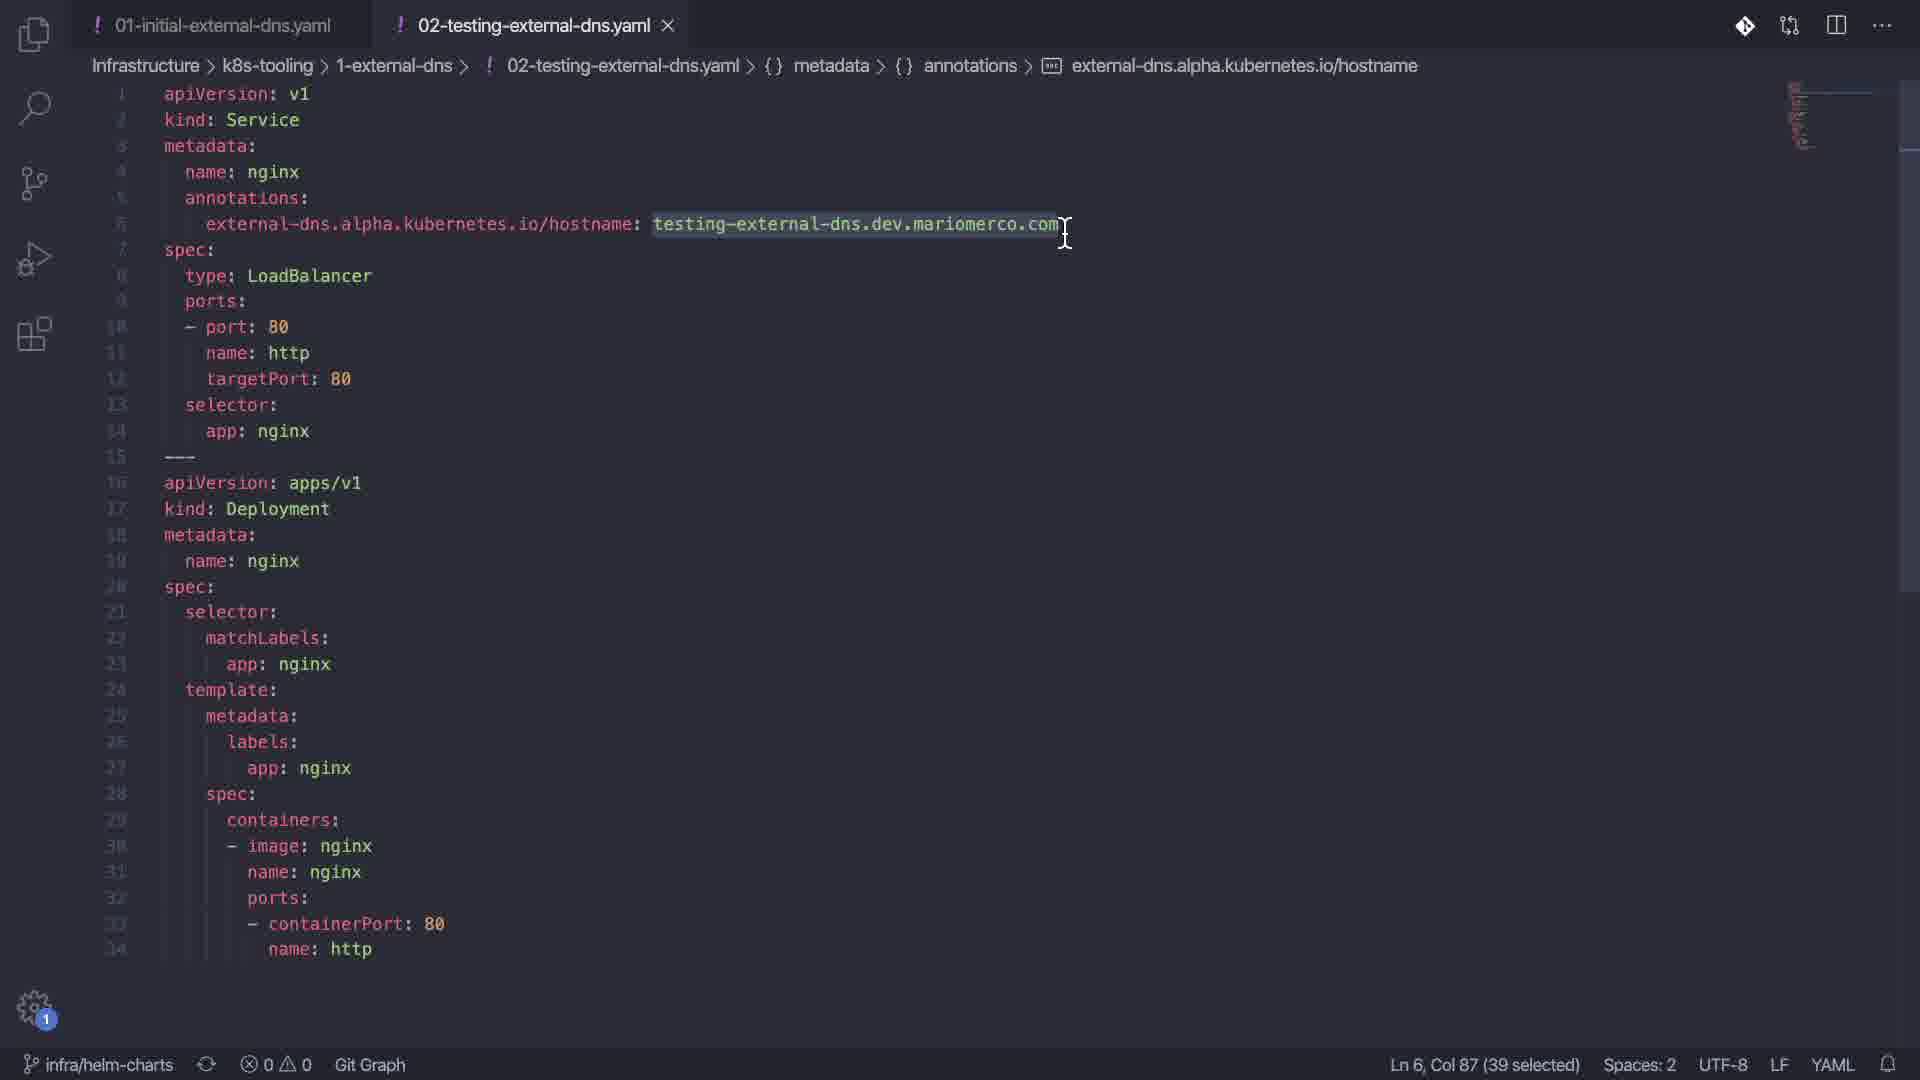 01-initial-external-dns.yaml
02-testing-external-dns.yaml
Infrastructure > k8s-tooling > 1-external-dns > 02-testing-external-dns.yaml > {} metadata > {} annotations > external-dns.alpha.kubernetes.io/hostname
1 apiVersion: v1
2 kind: Service
3 metadata:
4 name: nginx
5 annotations:
6 external-dns.alpha.kubernetes.io/hostname: testing-external-dns.dev.mariomerco.com
7 spec:
8 type: LoadBalancer
9 ports:
10 - port: 80
11 name: http
12 targetPort: 80
13 selector:
14 app: nginx
15 ---
16 apiVersion: apps/v1
17 kind: Deployment
18 metadata:
19 name: nginx
20 spec:
21 selector:
22 matchLabels:
23 app: nginx
24 template:
25 metadata:
26 labels:
27 app: nginx
28 spec:
29 containers:
30 - image: nginx
31 name: nginx
32 ports:
33 - containerPort: 80
34 name: http
1
infra/helm-charts 0 0 Git Graph Ln 6, Col 87 (39 selected) Spaces: 2 UTF-8 LF YAML